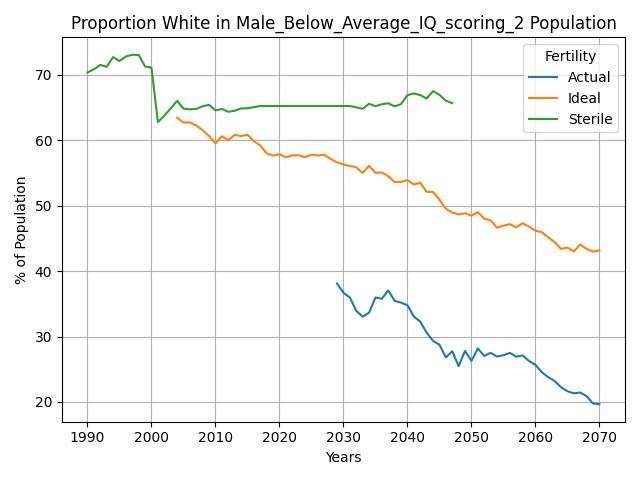 Proportion White in Male_Below_Average_IQ_scoring_2 Population
Fertility
Actual
Ideal
Sterile
% of Population
70
60
50
40
30
20
1990 2000 2010 2020 2030 2040 2050 2060 2070
Years